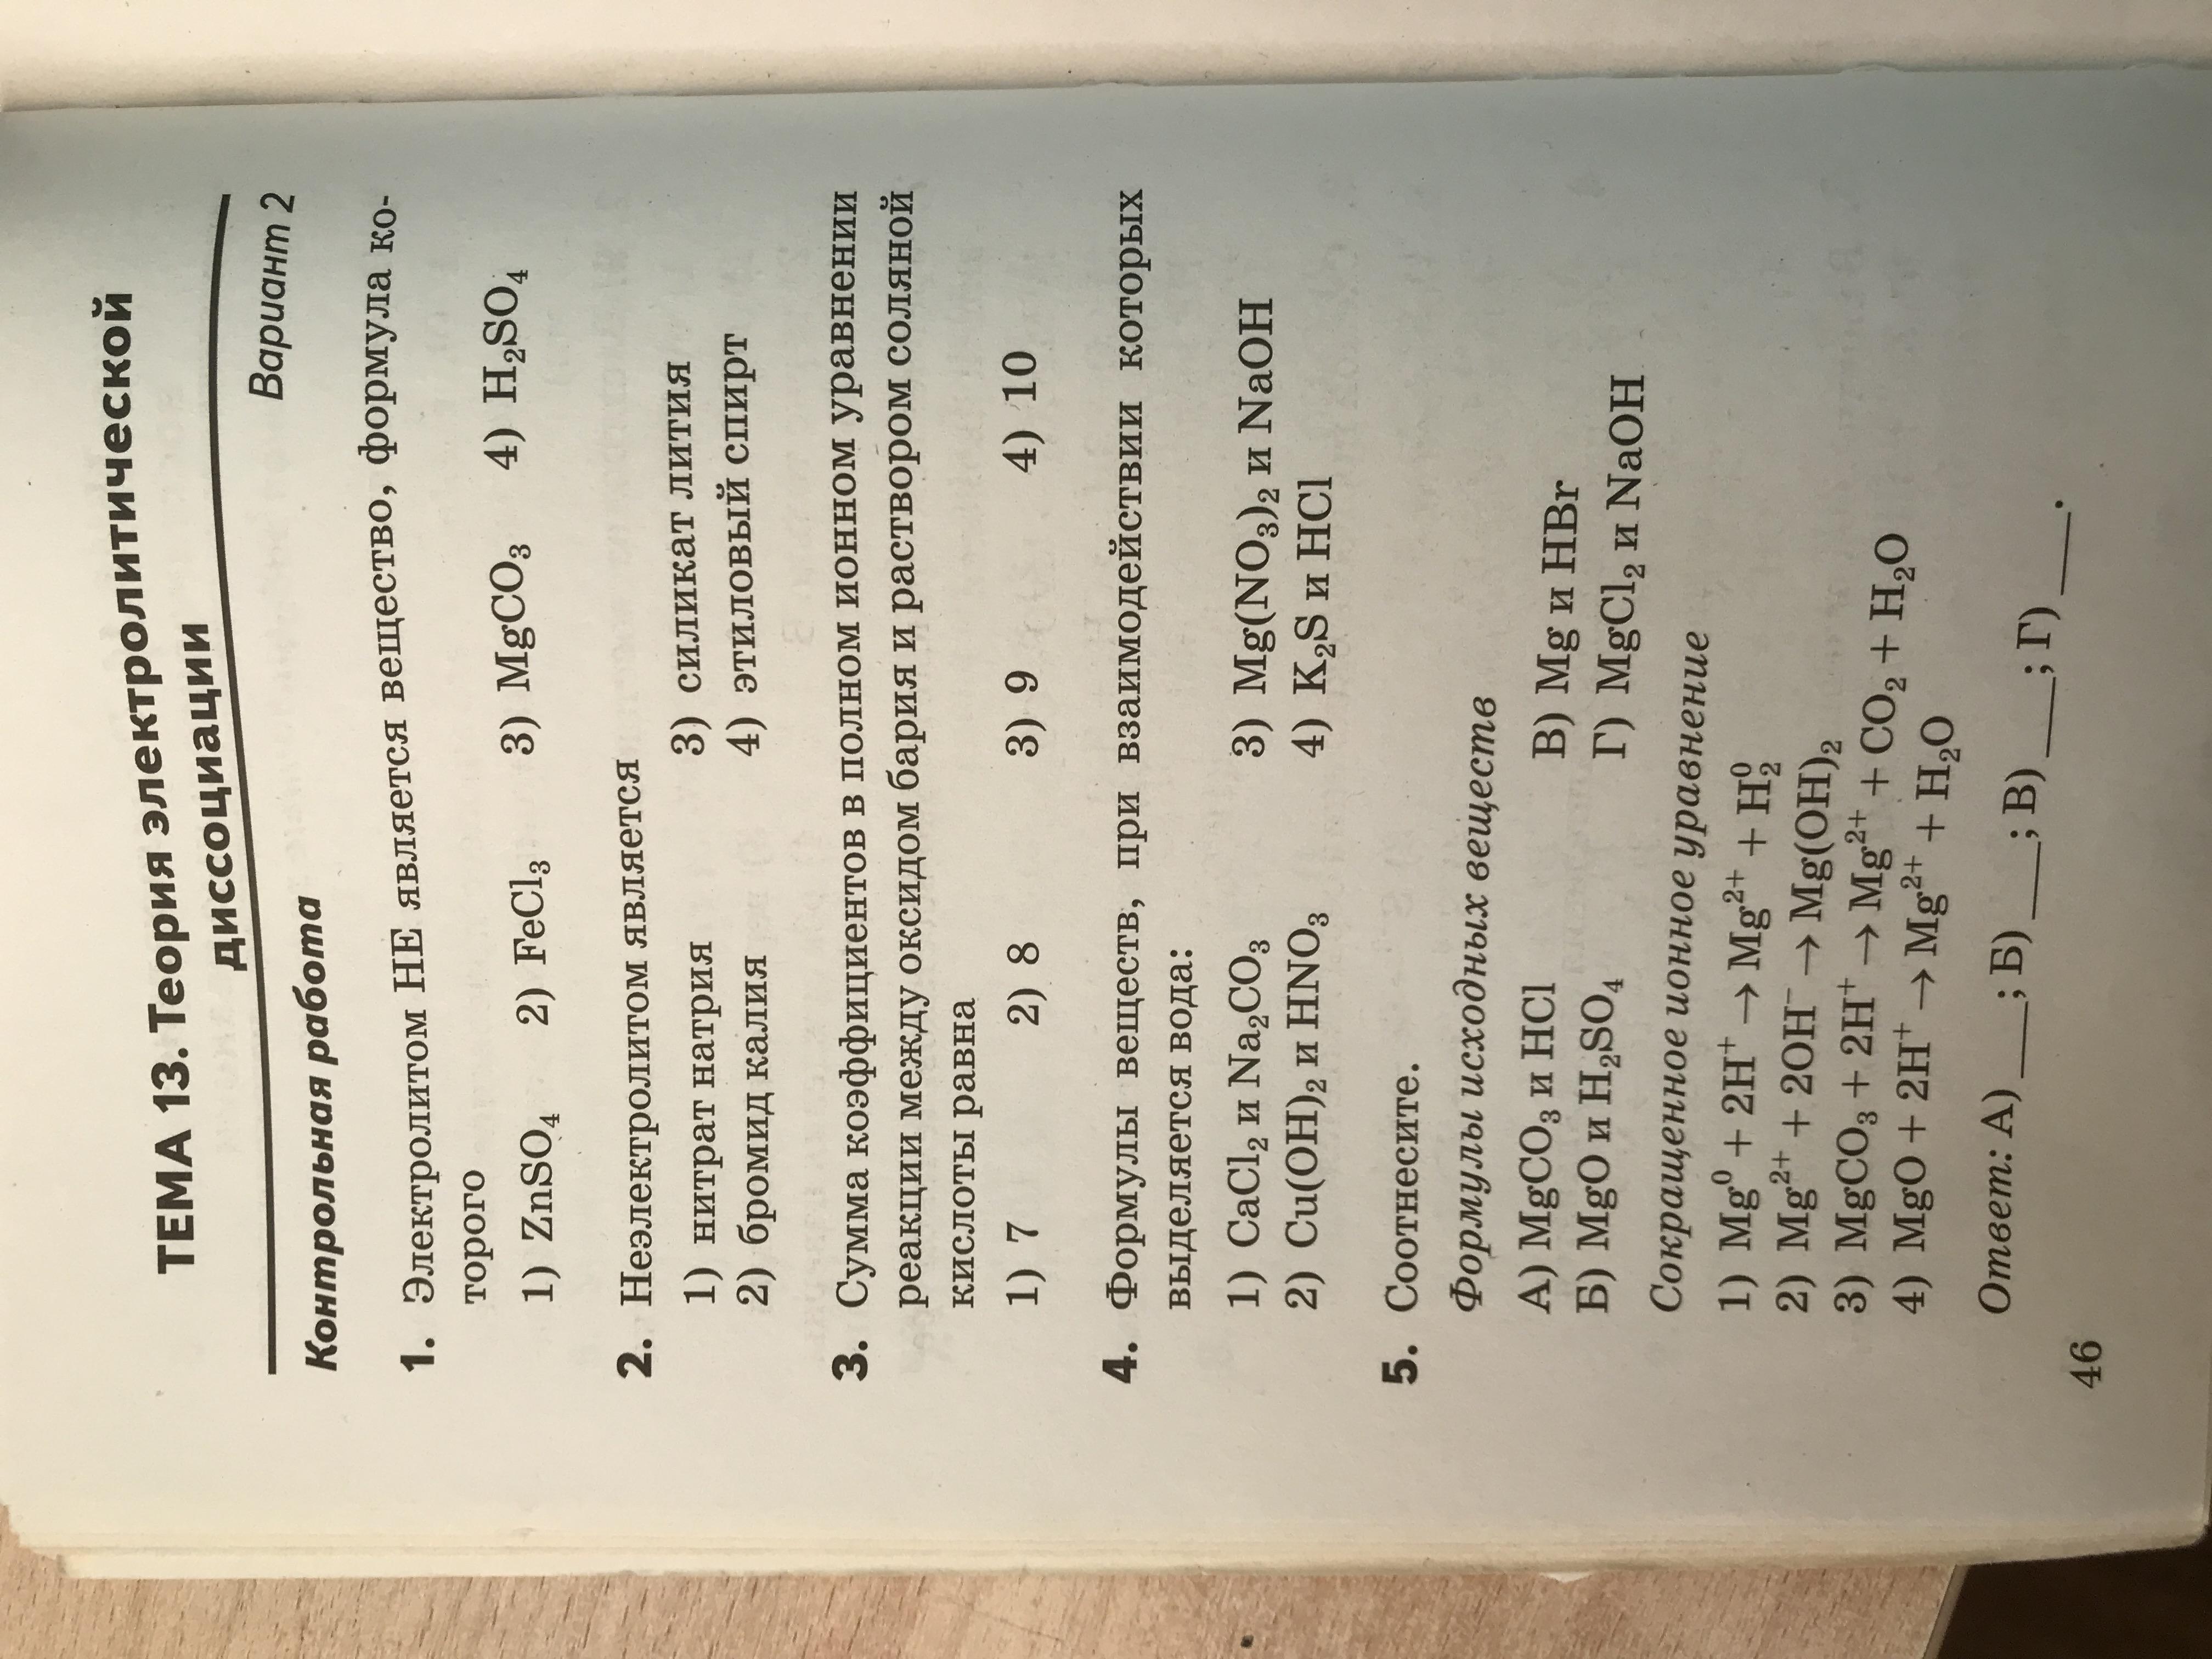 ТЕМА 13. Теория электролитической
диссоциации
Контрольная работа Вариант 2
1. Электролитом НЕ является вещество, формула ко-
торого
1) ZnSO₄ 2) FeCl₃ 3) MgCO₃ 4) H₂SO₄
2. Неэлектролитом является
1) нитрат натрия 3) силикат лития
2) бромид калия 4) этиловый спирт
3. Сумма коэффициентов в полном ионном уравнении
реакции между оксидом бария и раствором соляной
кислоты равна
1) 7 2) 8 3) 9 4) 10
4. Формулы веществ, при взаимодействии которых
выделяется вода:
1) CaCl₂ и Na₂CO₃ 3) Mg(NO₃)₂ и NaOH
2) Cu(OH)₂ и HNO₃ 4) K₂S и HCl
5. Соотнесите.
Формулы исходных веществ
А) MgCO₃ и HCl В) Mg и HBr
Б) MgO и H₂SO₄ Г) MgCl₂ и NaOH
Сокращенное ионное уравнение
1) Mg⁰ + 2H⁺ → Mg²⁺ + H₂⁰
2) Mg²⁺ + 2OH⁻ → Mg(OH)₂
3) MgCO₃ + 2H⁺ → Mg²⁺ + CO₂ + H₂O
4) MgO + 2H⁺ → Mg²⁺ + H₂O
Ответ: А) ___; Б) ___; В) ___; Г) ___.
46